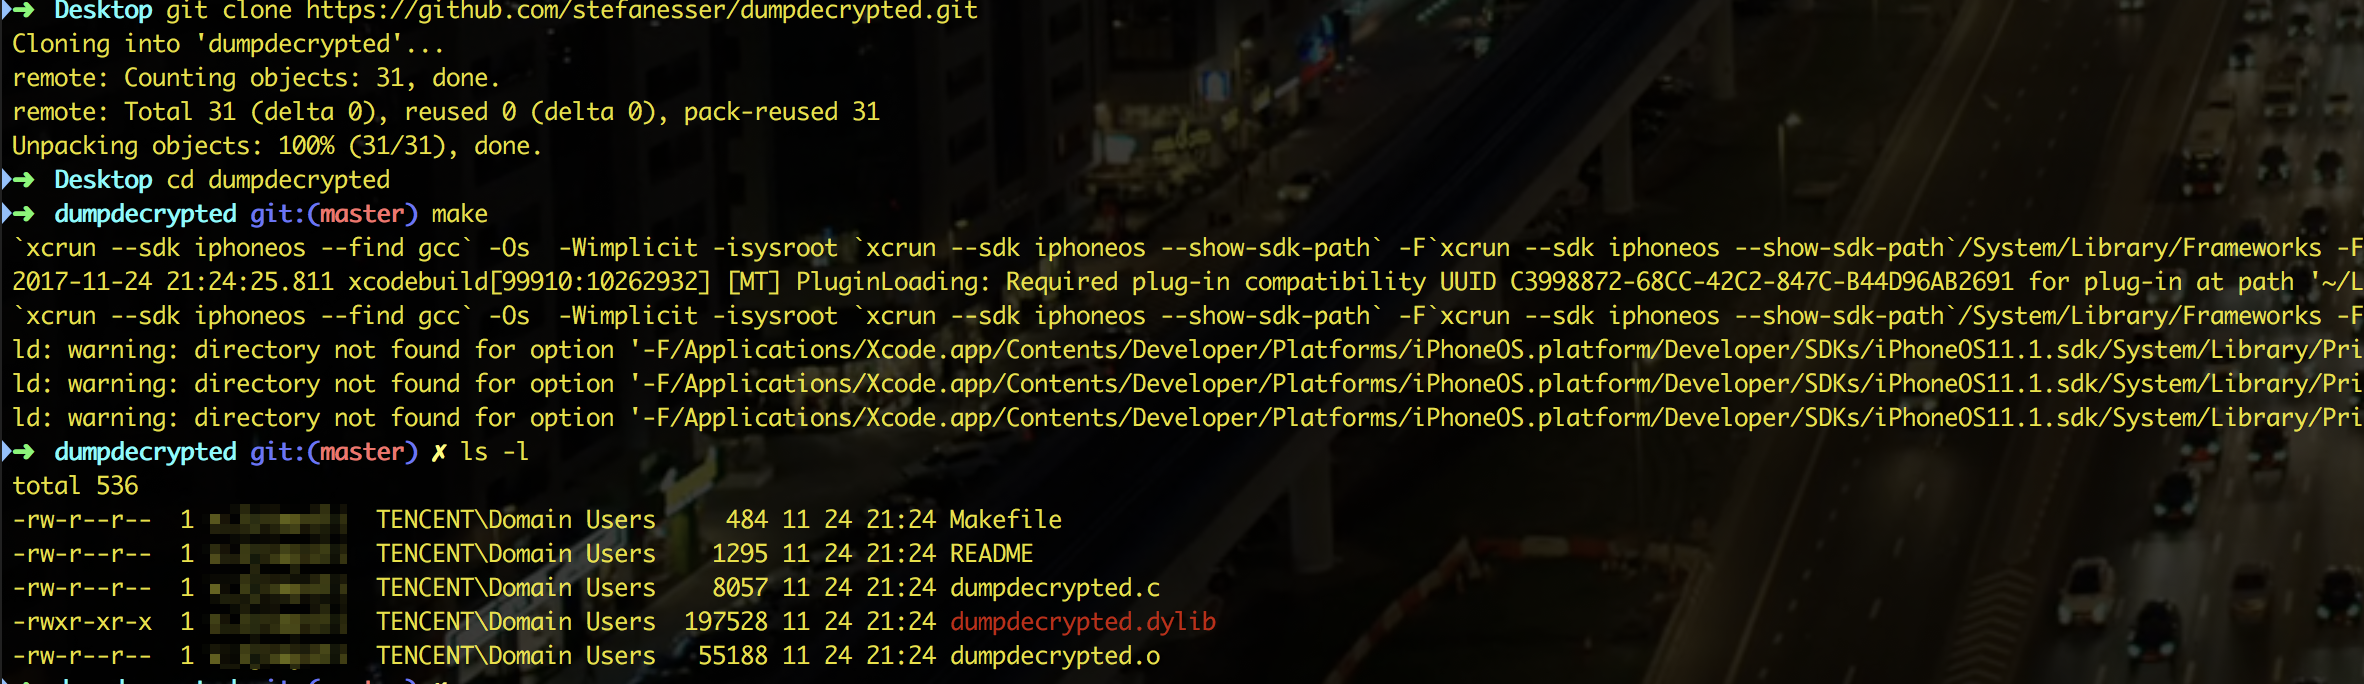 ➜ Desktop git clone https://github.com/stefanesser/dumpdecrypted.git
Cloning into 'dumpdecrypted'...
remote: Counting objects: 31, done.
remote: Total 31 (delta 0), reused 0 (delta 0), pack-reused 31
Unpacking objects: 100% (31/31), done.
➜ Desktop cd dumpdecrypted
➜ dumpdecrypted git:(master) make
`xcrun --sdk iphoneos --find gcc` -Os  -Wimplicit -isysroot `xcrun --sdk iphoneos --show-sdk-path` -F`xcrun --sdk iphoneos --show-sdk-path`/System/Library/Frameworks -F
2017-11-24 21:24:25.811 xcodebuild[99910:10262932] [MT] PluginLoading: Required plug-in compatibility UUID C3998872-68CC-42C2-847C-B44D96AB2691 for plug-in at path '~/L
`xcrun --sdk iphoneos --find gcc` -Os  -Wimplicit -isysroot `xcrun --sdk iphoneos --show-sdk-path` -F`xcrun --sdk iphoneos --show-sdk-path`/System/Library/Frameworks -F
ld: warning: directory not found for option '-F/Applications/Xcode.app/Contents/Developer/Platforms/iPhoneOS.platform/Developer/SDKs/iPhoneOS11.1.sdk/System/Library/Pri
ld: warning: directory not found for option '-F/Applications/Xcode.app/Contents/Developer/Platforms/iPhoneOS.platform/Developer/SDKs/iPhoneOS11.1.sdk/System/Library/Pri
ld: warning: directory not found for option '-F/Applications/Xcode.app/Contents/Developer/Platforms/iPhoneOS.platform/Developer/SDKs/iPhoneOS11.1.sdk/System/Library/Pri
➜ dumpdecrypted git:(master) ✗ ls -l
total 536
-rw-r--r-- 1 TENCENT\Domain Users 484 11 24 21:24 Makefile
-rw-r--r-- 1 TENCENT\Domain Users 1295 11 24 21:24 README
-rw-r--r-- 1 TENCENT\Domain Users 8057 11 24 21:24 dumpdecrypted.c
-rwxr-xr-x 1 TENCENT\Domain Users 197528 11 24 21:24 dumpdecrypted.dylib
-rw-r--r-- 1 TENCENT\Domain Users 55188 11 24 21:24 dumpdecrypted.o